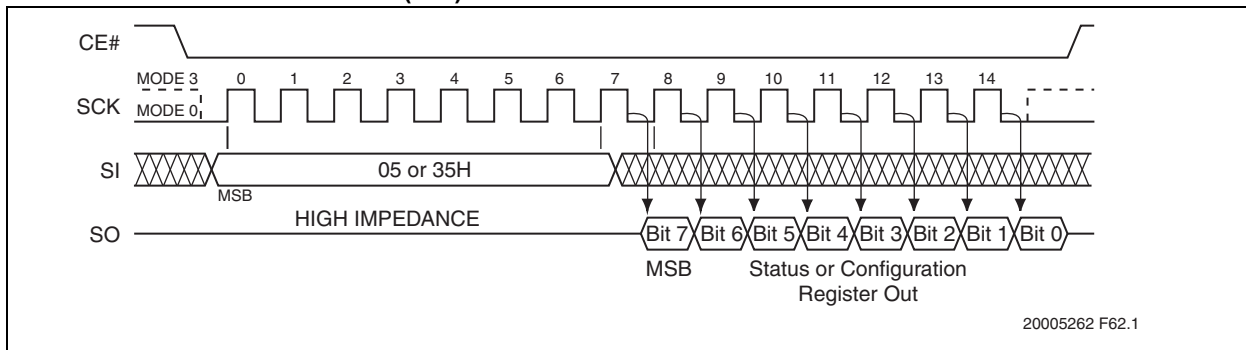 CE#
MODE 3 0 1 2 3 4 5 6 7 8 9 10 11 12 13 14
SCK
MODE 0
SI 05 or 35H
MSB
HIGH IMPEDANCE
SO Bit 7 Bit 6 Bit 5 Bit 4 Bit 3 Bit 2 Bit 1 Bit 0
MSB Status or Configuration
Register Out
20005262 F62.1